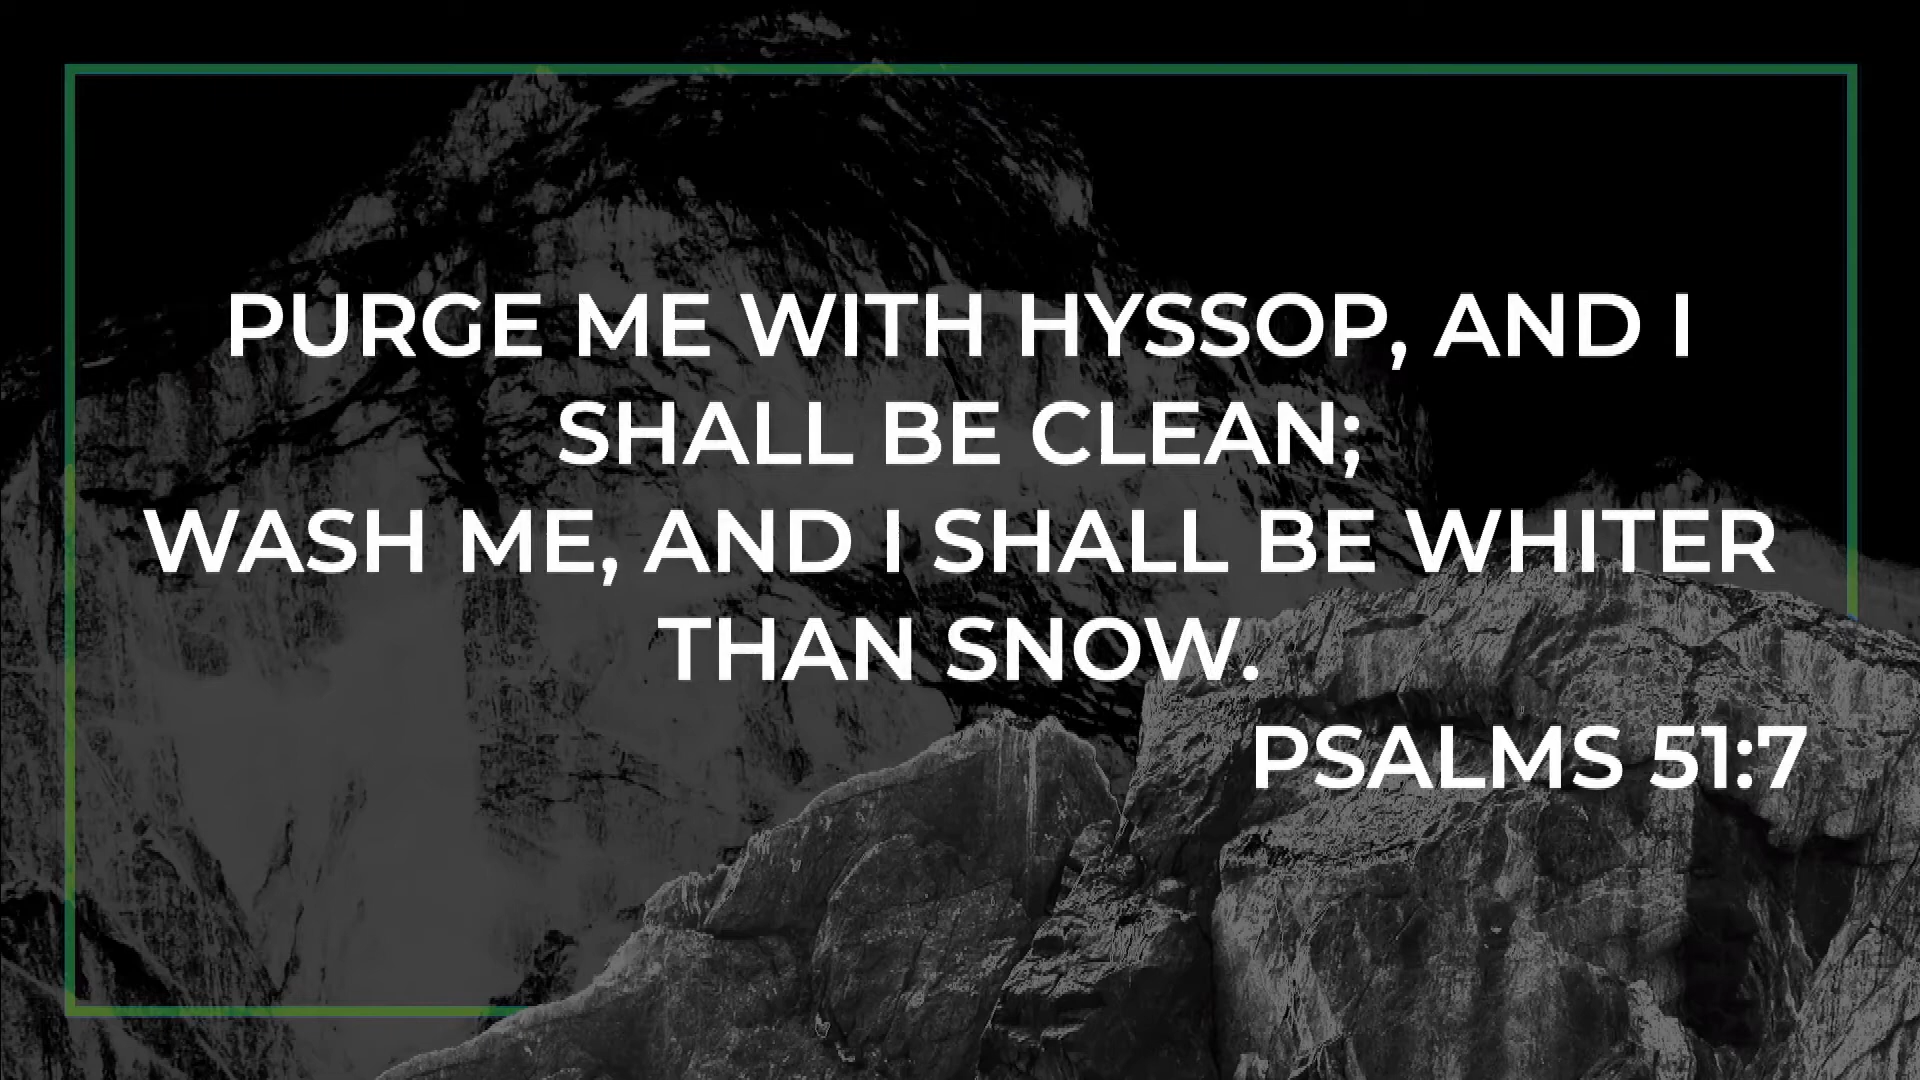 PURGE ME WITH HYSSOP, AND I
SHALL BE CLEAN;
WASH ME, AND I SHALL BE WHITER
THAN SNOW.
PSALMS 51:7